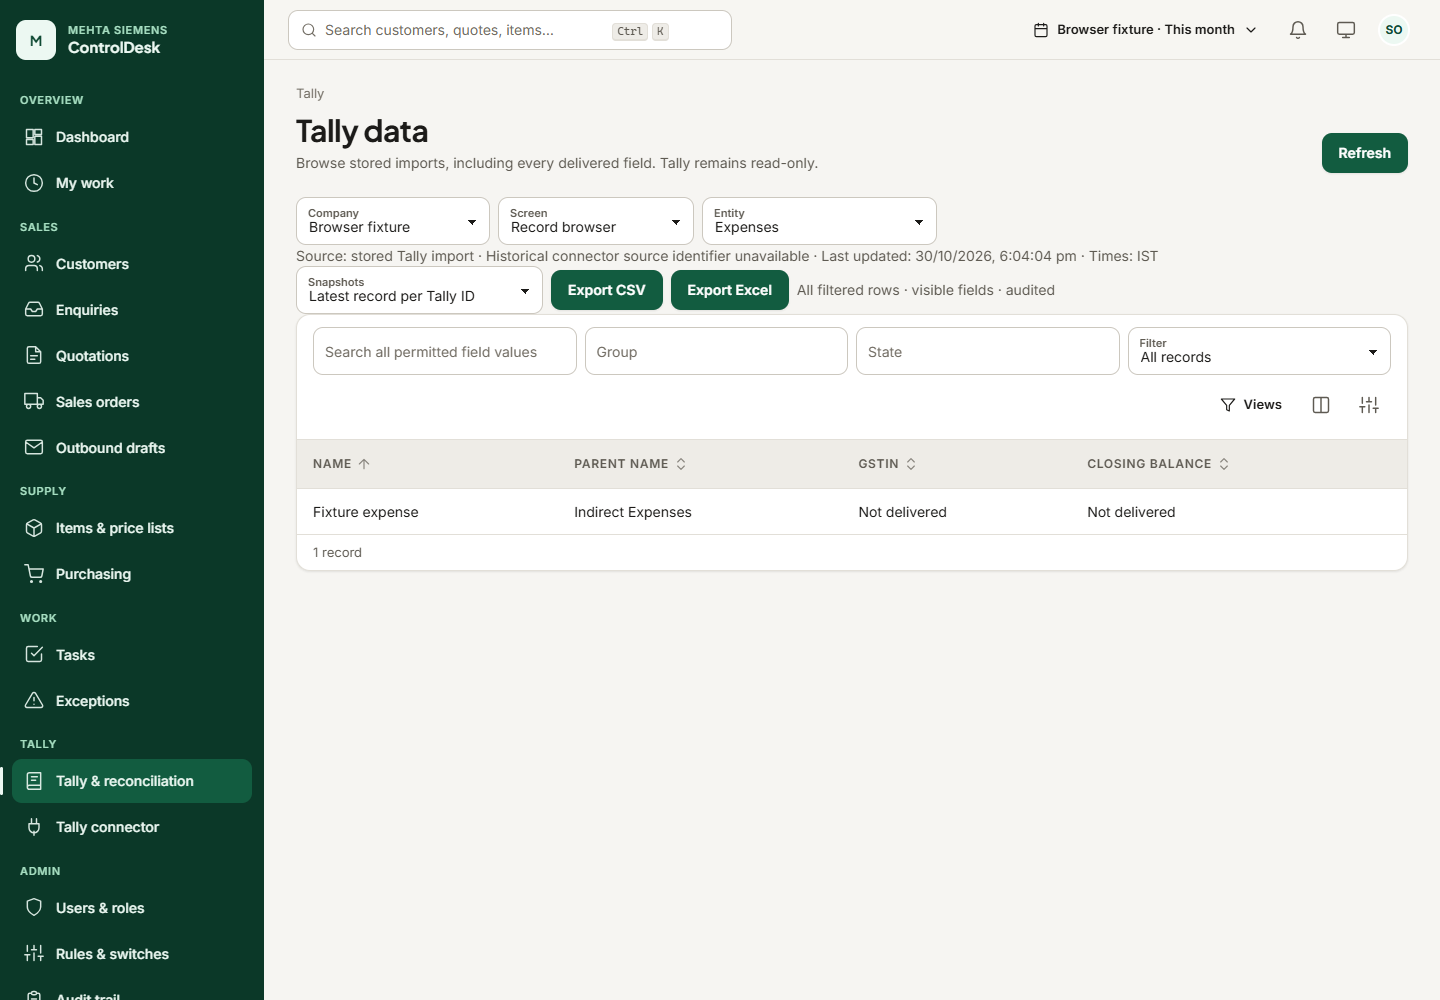 M
MEHTA SIEMENS
ControlDesk
OVERVIEW
Dashboard
My work
SALES
Customers
Enquiries
Quotations
Sales orders
Outbound drafts
SUPPLY
Items & price lists
Purchasing
WORK
Tasks
Exceptions
TALLY
Tally & reconciliation
Tally connector
ADMIN
Users & roles
Rules & switches
Audit trail
Search customers, quotes, items... Ctrl K
Browser fixture · This month
SO
Tally
Tally data
Browse stored imports, including every delivered field. Tally remains read-only.
Refresh
Company
Browser fixture
Screen
Record browser
Entity
Expenses
Source: stored Tally import · Historical connector source identifier unavailable · Last updated: 30/10/2026, 6:04:04 pm · Times: IST
Snapshots
Latest record per Tally ID
Export CSV
Export Excel
All filtered rows · visible fields · audited
Search all permitted field values
Group
State
Filter
All records
Views
NAME PARENT NAME GSTIN CLOSING BALANCE
Fixture expense Indirect Expenses Not delivered Not delivered
1 record